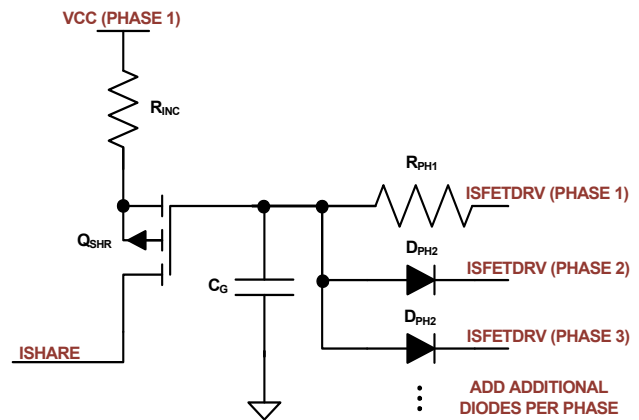 VCC (PHASE 1)
RINC
RPH1
ISFETDRV (PHASE 1)
QSHR
DPH2
ISFETDRV (PHASE 2)
CG
DPH2
ISFETDRV (PHASE 3)
ISHARE
ADD ADDITIONAL
DIODES PER PHASE